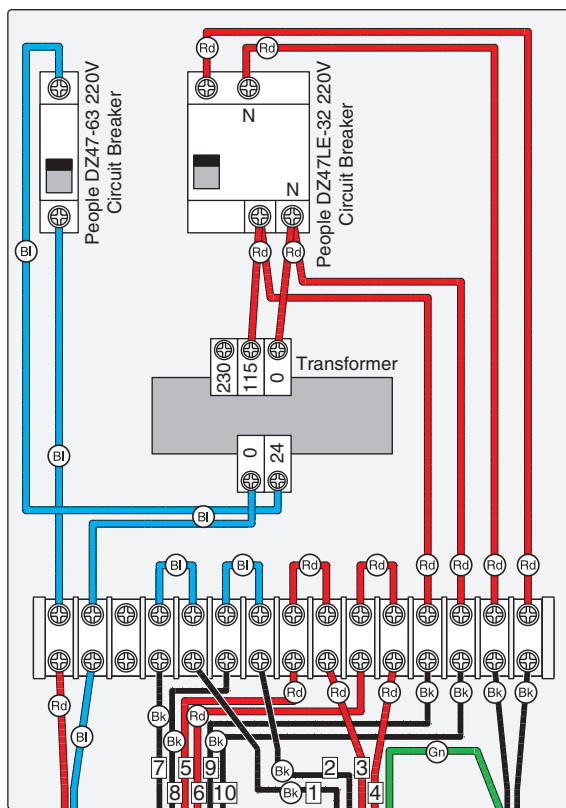 Rd
Rd
People DZ47-63 220V
Circuit Breaker
N
N
People DZ47LE-32 220V
Circuit Breaker
Bl
Rd
Rd
230
115
0
Transformer
0
24
Bl
Bl
Bl
Bl
Rd
Rd
Rd
Rd
Rd
Rd
Rd
Rd
Rd
Bk
Bk
Bk
Bk
Bk
Rd
Bl
Bk
Gn
7
5
9
Bk
2
3
8
6
10
Bk
1
4